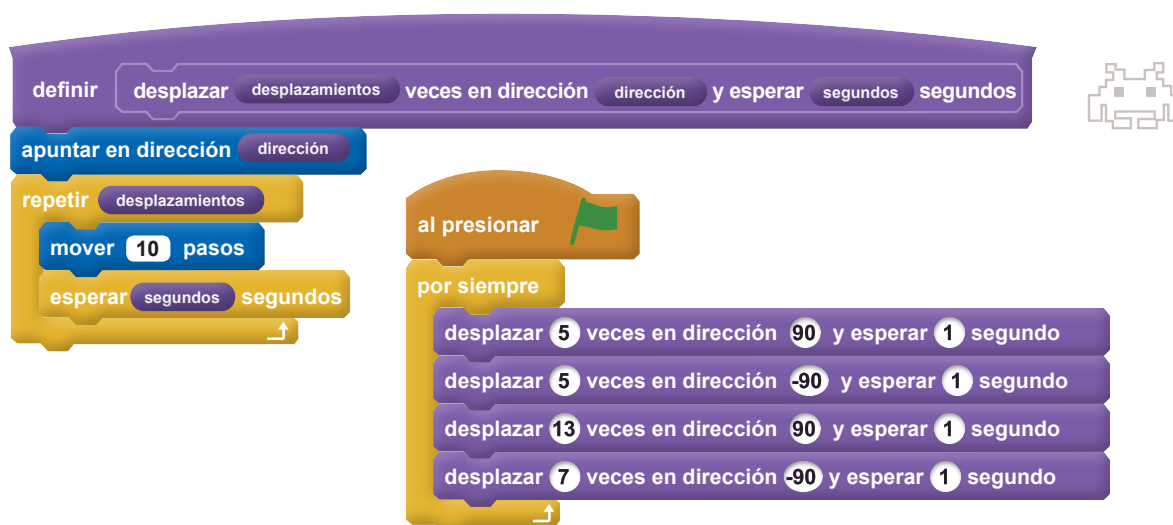 definir desplazar desplazamientos veces en dirección dirección y esperar segundos segundos
apuntar en dirección dirección
repetir desplazamientos
mover 10 pasos
esperar segundos segundos
al presionar
por siempre
desplazar 5 veces en dirección 90 y esperar 1 segundo
desplazar 5 veces en dirección -90 y esperar 1 segundo
desplazar 13 veces en dirección 90 y esperar 1 segundo
desplazar 7 veces en dirección -90 y esperar 1 segundo